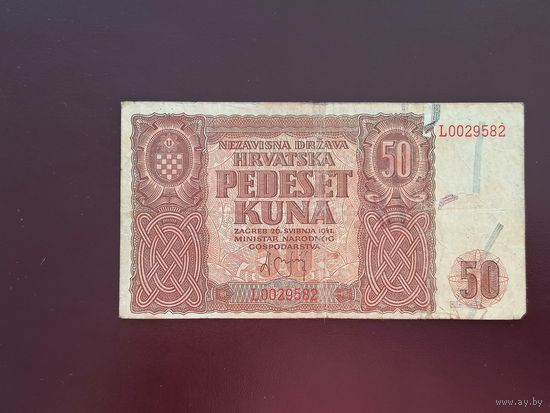 L0029582
NEZAVISNA DRŽAVA
HRVATSKA
50
PEDESET
KUNA
ZAGREB 26. SVIBNJA 1941.
MINISTAR NARODNOG
GOSPODARSTVA
50
L0029582
www.ay.by